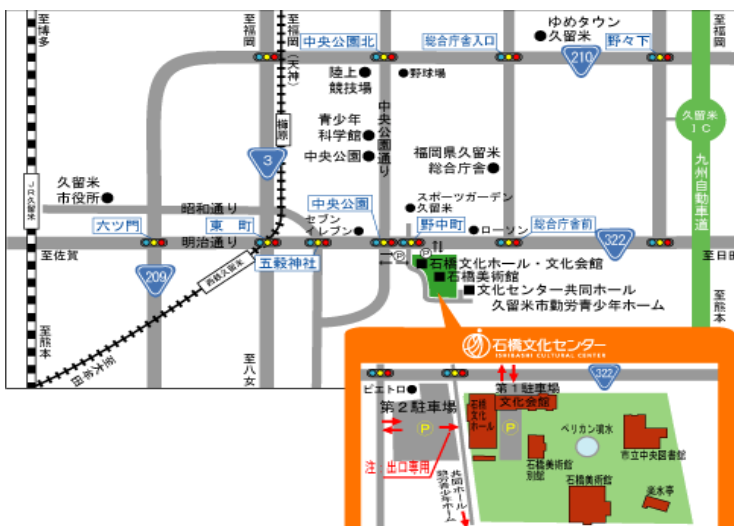 至博多
至福岡
至福岡(天神)
中央公園北
総合庁舎入口
ゆめタウン
久留米
野々下
至福岡
210
陸上
競技場
野球場
中央公園通り
櫛原
青少年
科学館
中央公園
福岡県久留米
総合庁舎
久留米
IC
九州自動車道
3
JR久留米
久留米
市役所
昭和通り
スポーツガーデン
久留米
六ツ門
東町
セブン
イレブン
中央公園
野中町
ローソン
総合庁舎前
322
明治通り
至佐賀
至日田
五穀神社
西鉄久留米
209
P
P
石橋文化ホール・文化会館
石橋美術館
文化センター共同ホール
久留米市勤労青少年ホーム
至熊本
至大牟田
至八女
至熊本
石橋文化センター
ISHIBASHI CULTURAL CENTER
322
ピエトロ
第1駐車場
文化会館
第2駐車場
石橋
文化
ホール
P
P
ペリカン噴水
市立中央図書館
注:出口専用
石橋美術館
別館
石橋美術館
楽水亭
共同ホール
勤労青少年ホーム